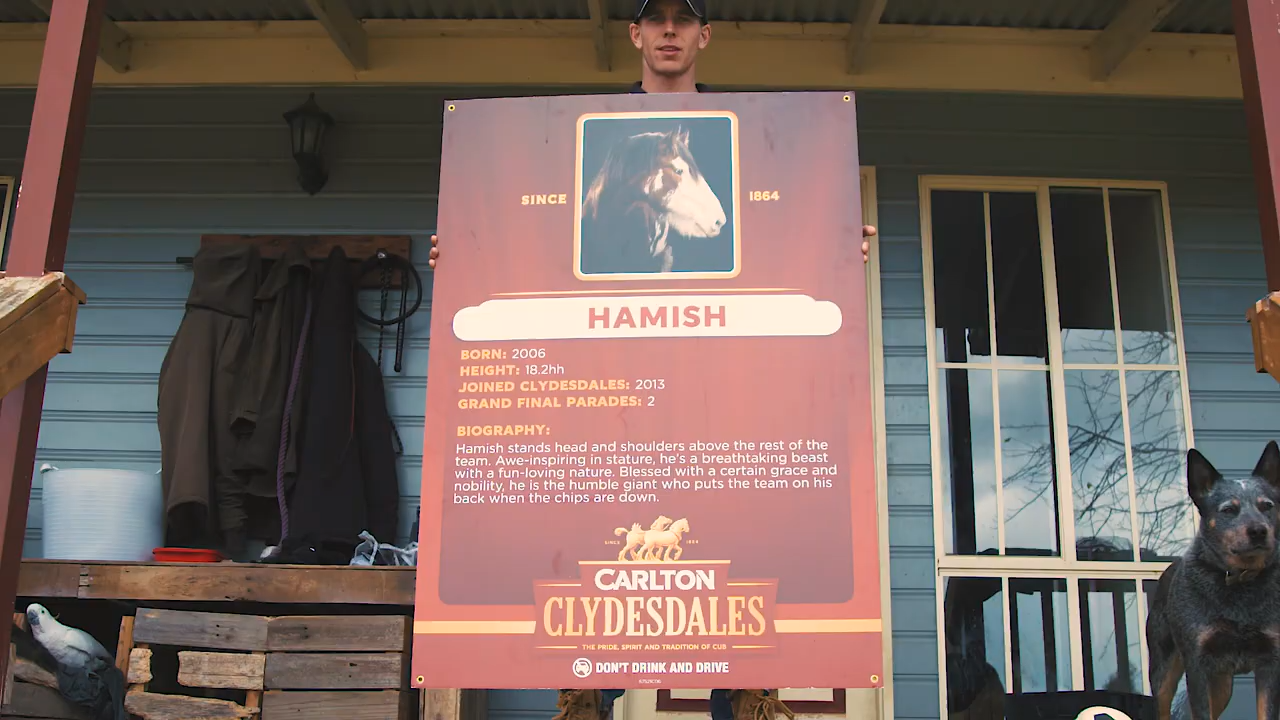 SINCE 1864
HAMISH
BORN: 2006
HEIGHT: 18.2hh
JOINED CLYDESDALES: 2013
GRAND FINAL PARADES: 2
BIOGRAPHY:
Hamish stands head and shoulders above the rest of the
team. Awe-inspiring in stature, he's a breathtaking beast
with a fun-loving nature. Blessed with a certain grace and
nobility, he is the humble giant who puts the team on his
back when the chips are down.
SINCE 1864
CARLTON
CLYDESDALES
THE PRIDE, SPIRIT AND TRADITION OF CUB
DON'T DRINK AND DRIVE